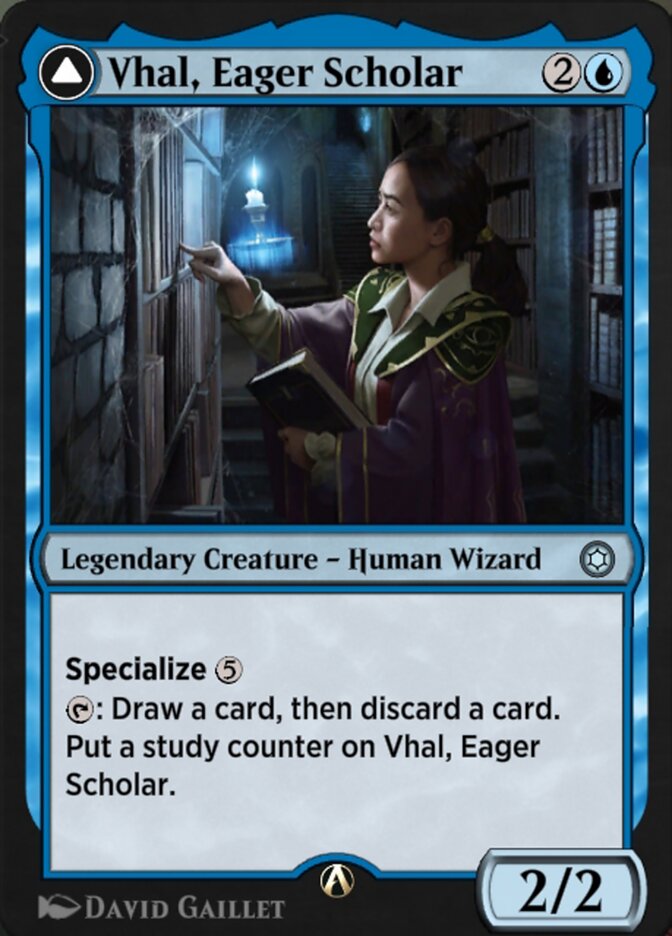 Vhal, Eager Scholar 2
Legendary Creature – Human Wizard
Specialize 5
: Draw a card, then discard a card.
Put a study counter on Vhal, Eager
Scholar.
A
David Gaillet
2/2